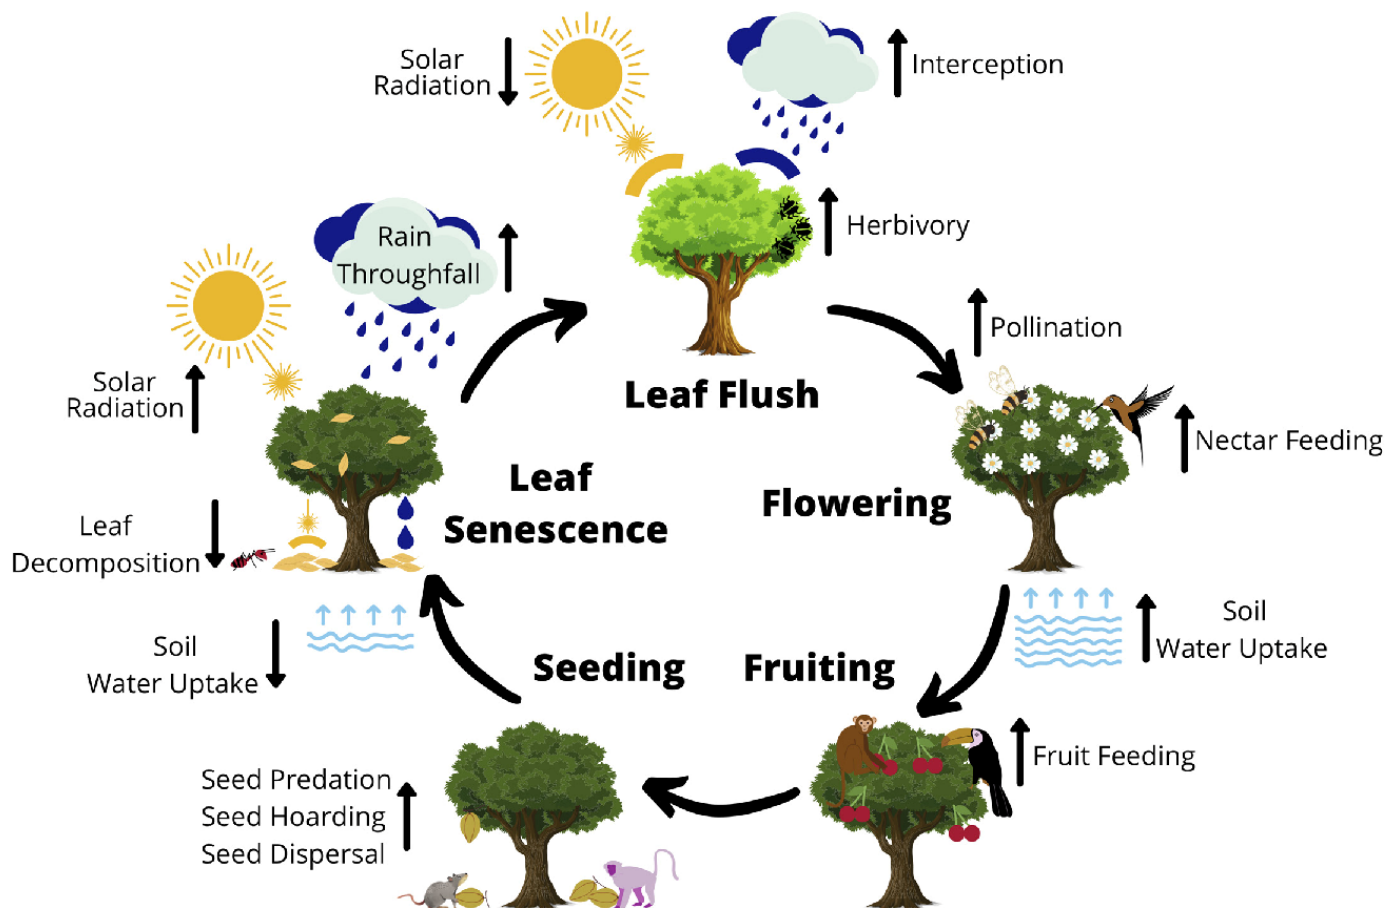 Solar
Radiation
Interception
Herbivory
Rain
Throughfall
Pollination
Leaf Flush
Solar
Radiation
Nectar Feeding
Leaf
Senescence
Flowering
Leaf
Decomposition
Soil
Water Uptake
Soil
Water Uptake
Seeding
Fruiting
Fruit Feeding
Seed Predation
Seed Hoarding
Seed Dispersal